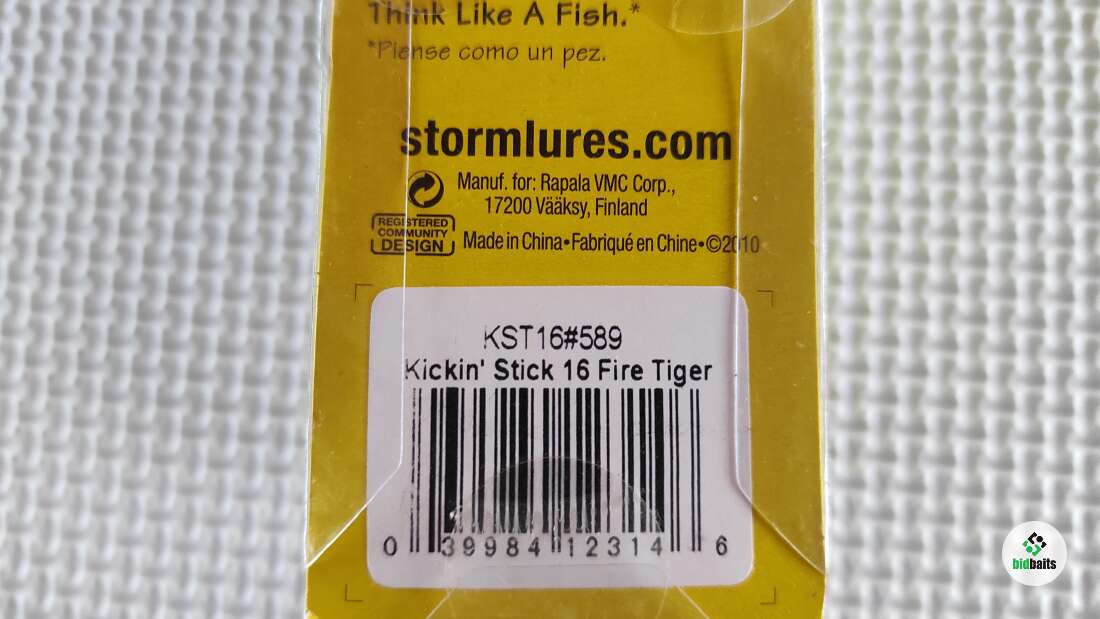 Think Like A Fish.*
*Piense como un pez.
stormlures.com
Manuf. for: Rapala VMC Corp.,
17200 Vääksy, Finland
REGISTERED
COMMUNITY
DESIGN
Made in China•Fabriqué en Chine•©2010
KST16#589
Kickin' Stick 16 Fire Tiger
0 39984 12314 6
bidbaits